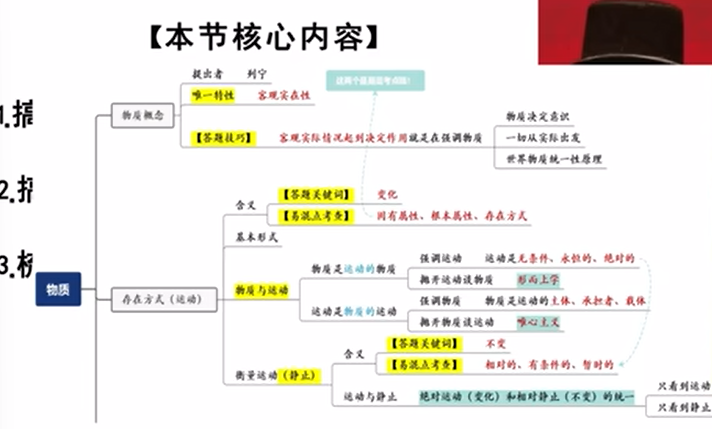 【本节核心内容】
1.搞
2.搞
3.
物质
物质概念
提出者 列宁
唯一特性 客观实在性
这两个是易混考点哦！
【答题技巧】 客观实际情况起到决定作用就是在强调物质
物质决定意识
一切从实际出发
世界物质统一性原理
存在方式（运动）
含义
【答题关键词】 变化
【易混点考查】 固有属性、根本属性、存在方式
基本形式
物质与运动
物质是运动的物质
强调运动 运动是无条件、永恒的、绝对的
抛开运动谈物质 形而上学
运动是物质的运动
强调物质 物质是运动的主体、承担者、载体
抛开物质谈运动 唯心主义
衡量运动（静止）
含义
【答题关键词】 不变
【易混点考查】 相对的、有条件的、暂时的
运动与静止 绝对运动（变化）和相对静止（不变）的统一
只看到运动
只看到静止